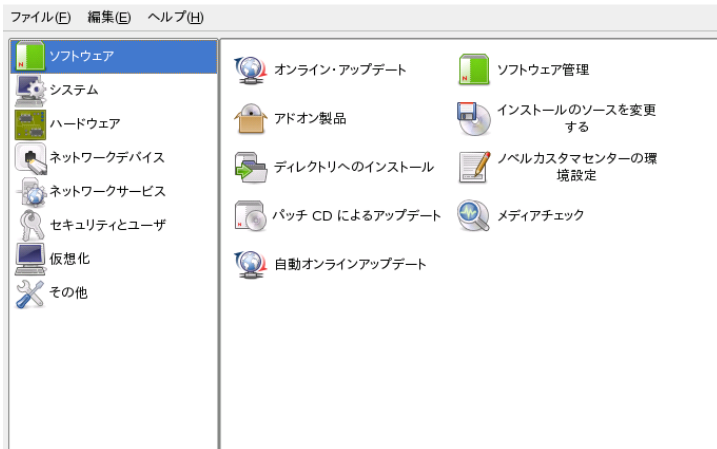 ファイル(F) 編集(E) ヘルプ(H)
ソフトウェア
システム
ハードウェア
ネットワークデバイス
ネットワークサービス
セキュリティとユーザ
仮想化
その他
オンライン・アップデート
ソフトウェア管理
アドオン製品
インストールのソースを変更
する
ディレクトリへのインストール
ノベルカスタマセンターの環
境設定
パッチ CD によるアップデート
メディアチェック
自動オンラインアップデート